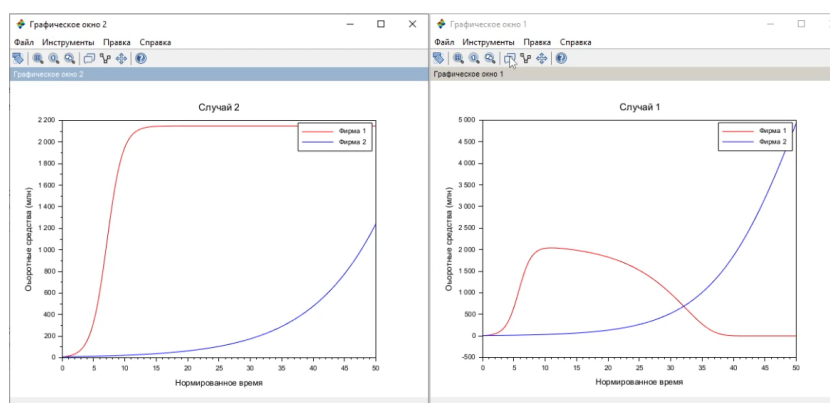 Графическое окно 2
Файл Инструменты Правка Справка
Графическое окно 2
Случай 2
Фирма 1
Фирма 2
2 200
2 000
1 800
1 600
1 400
1 200
1 000
800
600
400
200
0
Оборотные средства (млн)
0 5 10 15 20 25 30 35 40 45 50
Нормированное время
Графическое окно 1
Файл Инструменты Правка Справка
Графическое окно 1
Случай 1
Фирма 1
Фирма 2
5 000
4 500
4 000
3 500
3 000
2 500
2 000
1 500
1 000
500
0
-500
Оборотные средства (млн)
0 5 10 15 20 25 30 35 40 45 50
Нормированное время